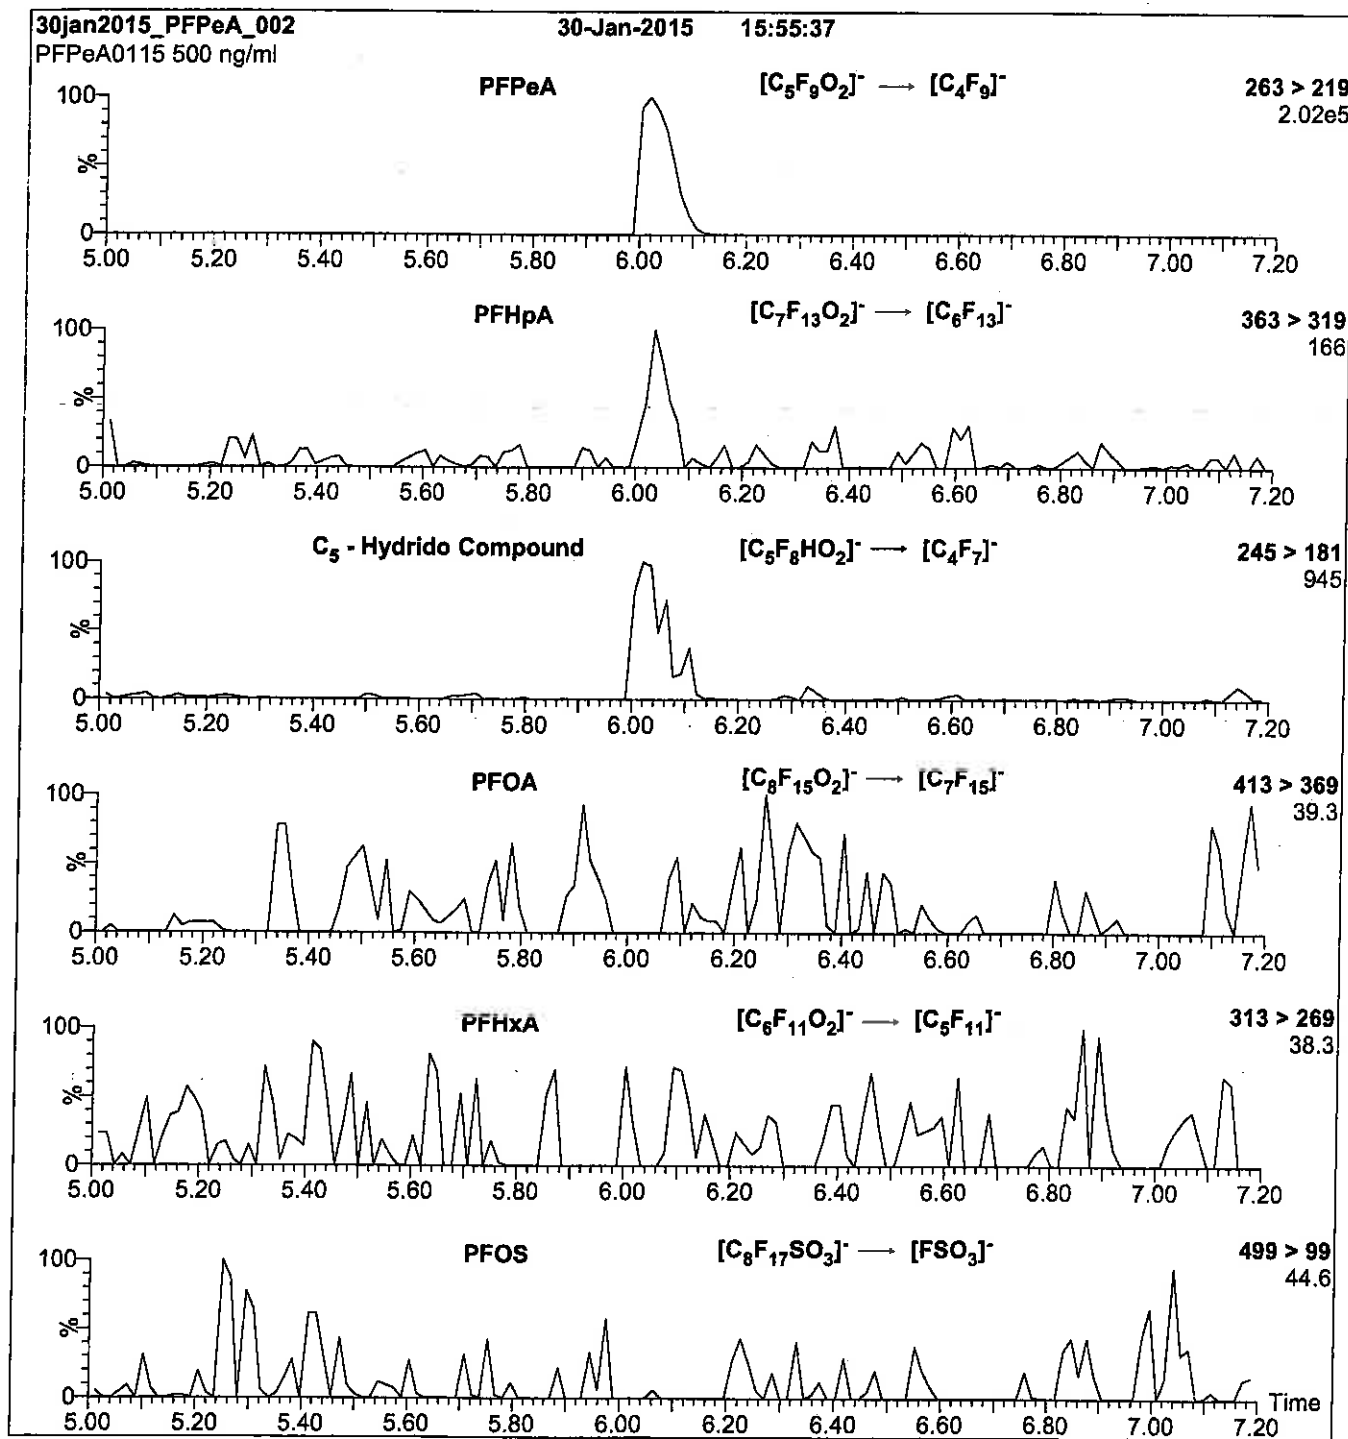 30jan2015_PFPeA_002 30-Jan-2015 15:55:37
PFPeA0115 500 ng/ml
PFPeA [C₅F₉O₂]⁻ → [C₄F₉]⁻ 263 > 219
2.02e5
100
%
0
5.00 5.20 5.40 5.60 5.80 6.00 6.20 6.40 6.60 6.80 7.00 7.20
PFHpA [C₇F₁₃O₂]⁻ → [C₆F₁₃]⁻ 363 > 319
166
100
%
0
5.00 5.20 5.40 5.60 5.80 6.00 6.20 6.40 6.60 6.80 7.00 7.20
C₅ - Hydrido Compound [C₅F₈HO₂]⁻ → [C₄F₇]⁻ 245 > 181
945
100
%
0
5.00 5.20 5.40 5.60 5.80 6.00 6.20 6.40 6.60 6.80 7.00 7.20
PFOA [C₈F₁₅O₂]⁻ → [C₇F₁₅]⁻ 413 > 369
39.3
100
%
0
5.00 5.20 5.40 5.60 5.80 6.00 6.20 6.40 6.60 6.80 7.00 7.20
PFHxA [C₆F₁₁O₂]⁻ → [C₅F₁₁]⁻ 313 > 269
38.3
100
%
0
5.00 5.20 5.40 5.60 5.80 6.00 6.20 6.40 6.60 6.80 7.00 7.20
PFOS [C₈F₁₇SO₃]⁻ → [FSO₃]⁻ 499 > 99
44.6
100
%
0
Time
5.00 5.20 5.40 5.60 5.80 6.00 6.20 6.40 6.60 6.80 7.00 7.20